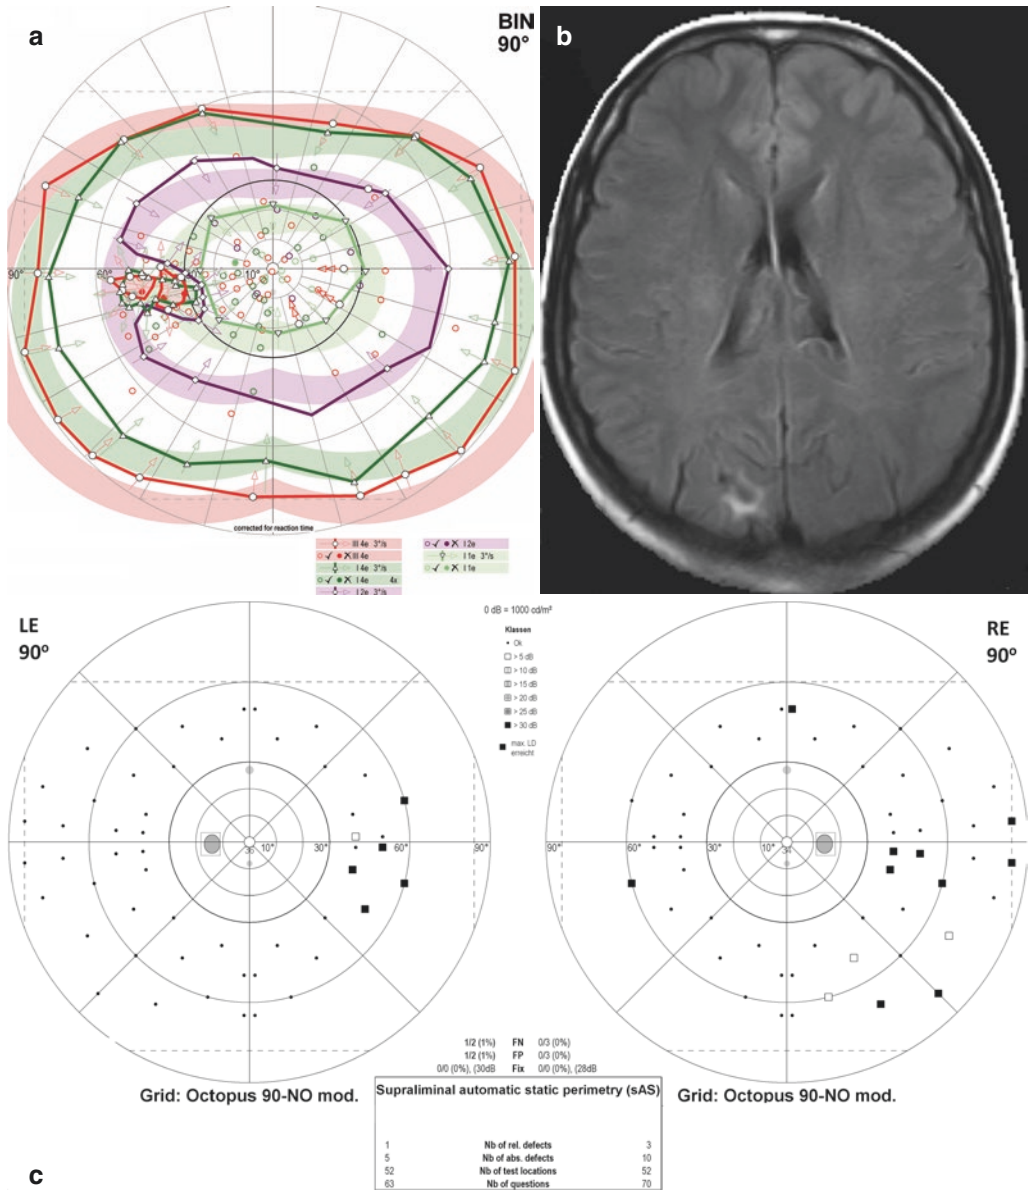 a
BIN
90°
b
90°
60°
10°
corrected for reaction time
III 4e 3°/s
III 4e
I 4e 3°/s
I 4e 4x
I 2e 3°/s
I 2e
I 1e 3°/s
I 1e
LE
90º
0 dB = 1000 cd/m²
Klassen
Ok
> 5 dB
> 10 dB
> 15 dB
> 20 dB
> 25 dB
> 30 dB
max. LD
erreicht
RE
90º
10° 30° 60° 90°
90° 60° 30° 10°
1/2 (1%) FN 0/3 (0%)
1/2 (1%) FP 0/3 (0%)
0/0 (0%), (30dB Fix 0/0 (0%), (28dB
Grid: Octopus 90-NO mod.
Grid: Octopus 90-NO mod.
Supraliminal automatic static perimetry (sAS)
1 Nb of rel. defects 3
5 Nb of abs. defects 10
52 Nb of test locations 52
63 Nb of questions 70
c